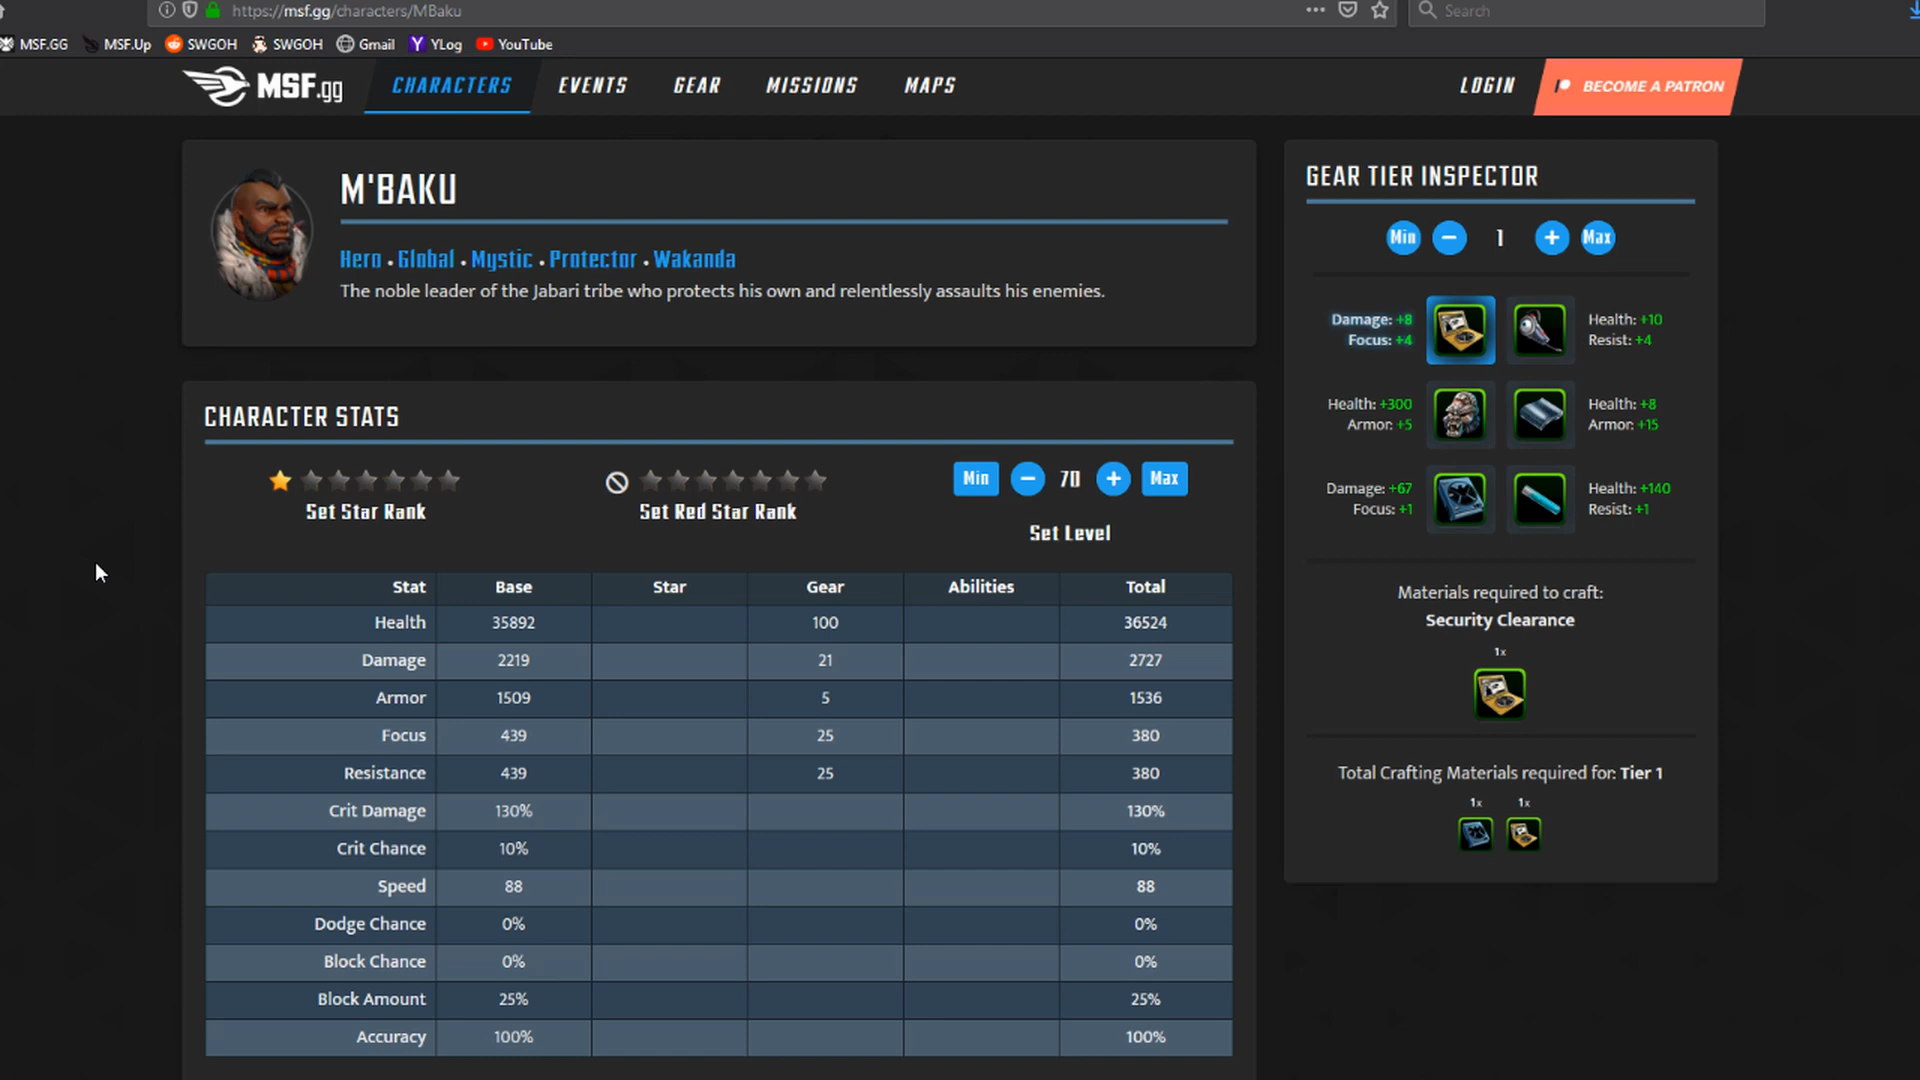 https://msf.gg/characters/MBaku
Search
MSF.GG
MSF.Up
SWGOH
SWGOH
Gmail
YLog
YouTube
MSF.gg
CHARACTERS
EVENTS
GEAR
MISSIONS
MAPS
LOGIN
BECOME A PATRON
M'BAKU
Hero • Global • Mystic • Protector • Wakanda
The noble leader of the Jabari tribe who protects his own and relentlessly assaults his enemies.
CHARACTER STATS
Set Star Rank
Set Red Star Rank
Min 70 Max
Set Level
Stat Base Star Gear Abilities Total
Health 35892 100 36524
Damage 2219 21 2727
Armor 1509 5 1536
Focus 439 25 380
Resistance 439 25 380
Crit Damage 130% 130%
Crit Chance 10% 10%
Speed 88 88
Dodge Chance 0% 0%
Block Chance 0% 0%
Block Amount 25% 25%
Accuracy 100% 100%
GEAR TIER INSPECTOR
Min − 1 + Max
Damage: +8
Focus: +4
Health: +10
Resist: +4
Health: +300
Armor: +5
Health: +8
Armor: +15
Damage: +67
Focus: +1
Health: +140
Resist: +1
Materials required to craft:
Security Clearance
1x
Total Crafting Materials required for: Tier 1
1x 1x